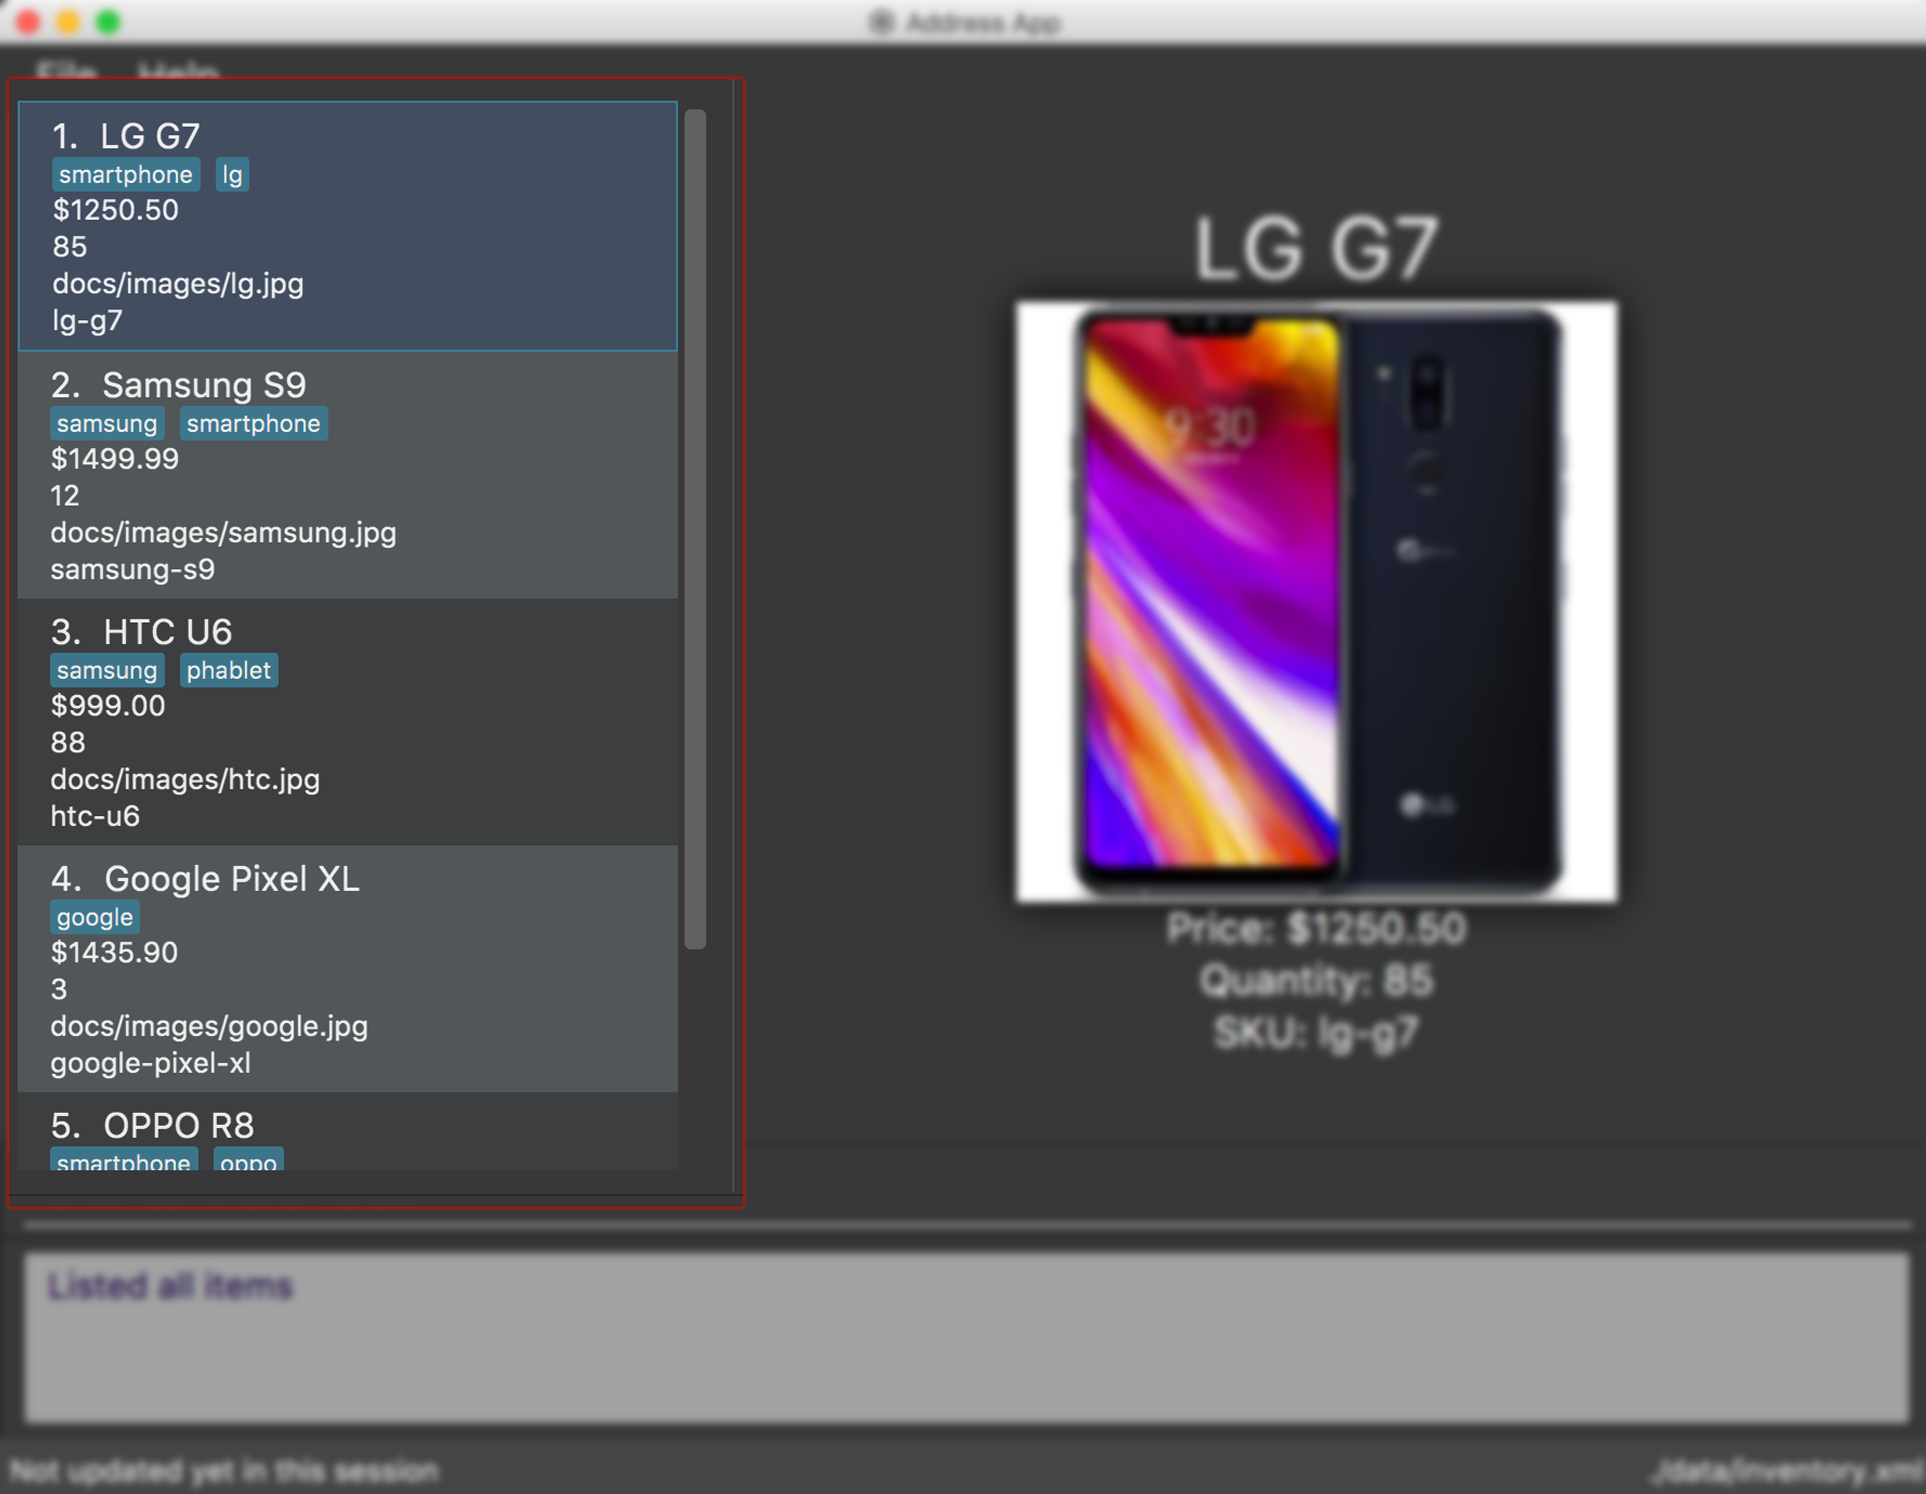 Address App
File Help
1. LG G7
smartphone lg
$1250.50
85
docs/images/lg.jpg
lg-g7
2. Samsung S9
samsung smartphone
$1499.99
12
docs/images/samsung.jpg
samsung-s9
3. HTC U6
samsung phablet
$999.00
88
docs/images/htc.jpg
htc-u6
4. Google Pixel XL
google
$1435.90
3
docs/images/google.jpg
google-pixel-xl
5. OPPO R8
smartphone oppo
LG G7
9:30
LG
Price: $1250.50
Quantity: 85
SKU: lg-g7
Listed all items
Not updated yet in this session
./data/inventory.xml